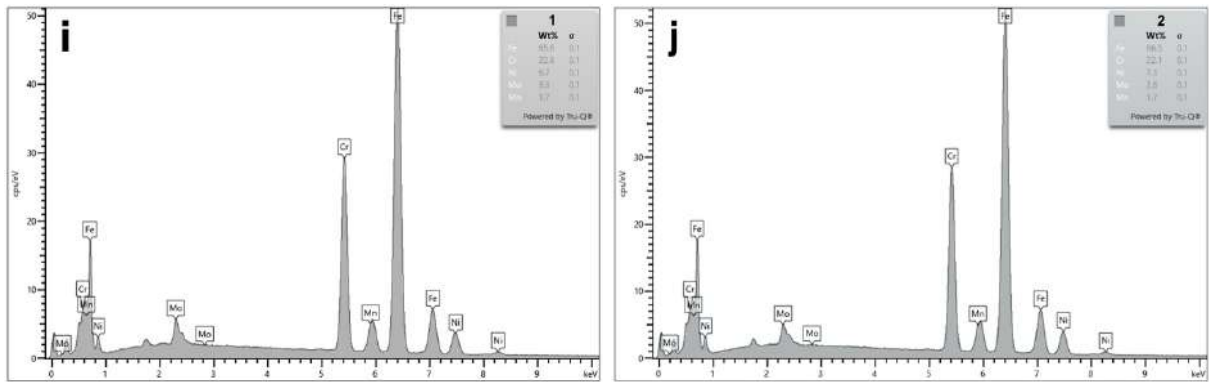 i
1
Wt% σ
Fe 65.6 0.1
Cr 22.8 0.1
Ni 6.7 0.1
Mo 3.3 0.1
Mn 1.7 0.1
Powered by Tru-Q®
50
40
30
20
10
0
cps/eV
Fe
Cr
Fe
Cr
Mn
Ni
Mo
Mo
Mo
Mn
Fe
Ni
Ni
0 1 2 3 4 5 6 7 8 9 keV
j
2
Wt% σ
Fe 66.5 0.1
Cr 22.1 0.1
Ni 7.1 0.1
Mo 2.6 0.1
Mn 1.7 0.1
Powered by Tru-Q®
50
40
30
20
10
0
cps/eV
Fe
Cr
Fe
Cr
Mn
Ni
Mo
Mo
Mo
Mn
Fe
Ni
Ni
0 1 2 3 4 5 6 7 8 9 keV